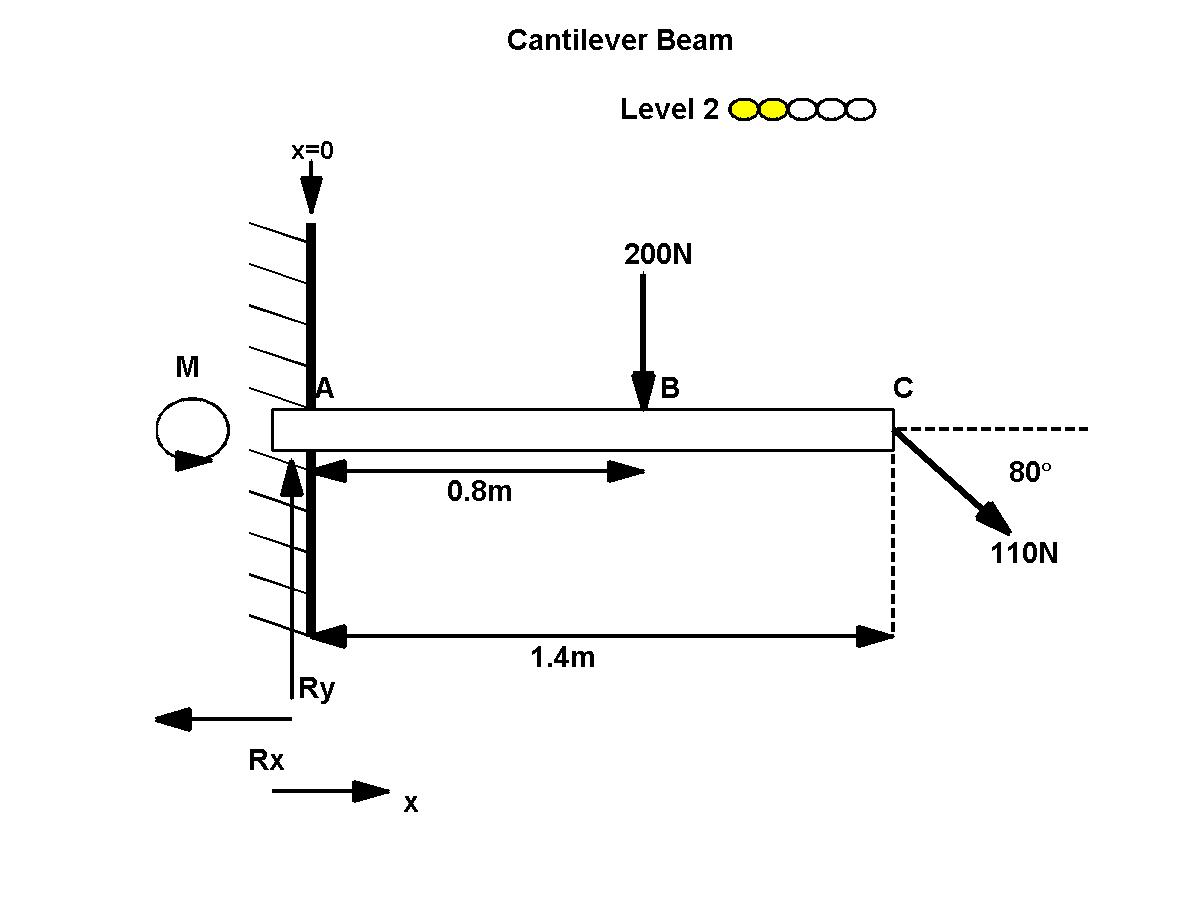 Cantilever Beam
Level 2
x=0
200N
M
A
B
C
80°
0.8m
110N
1.4m
Ry
Rx
x